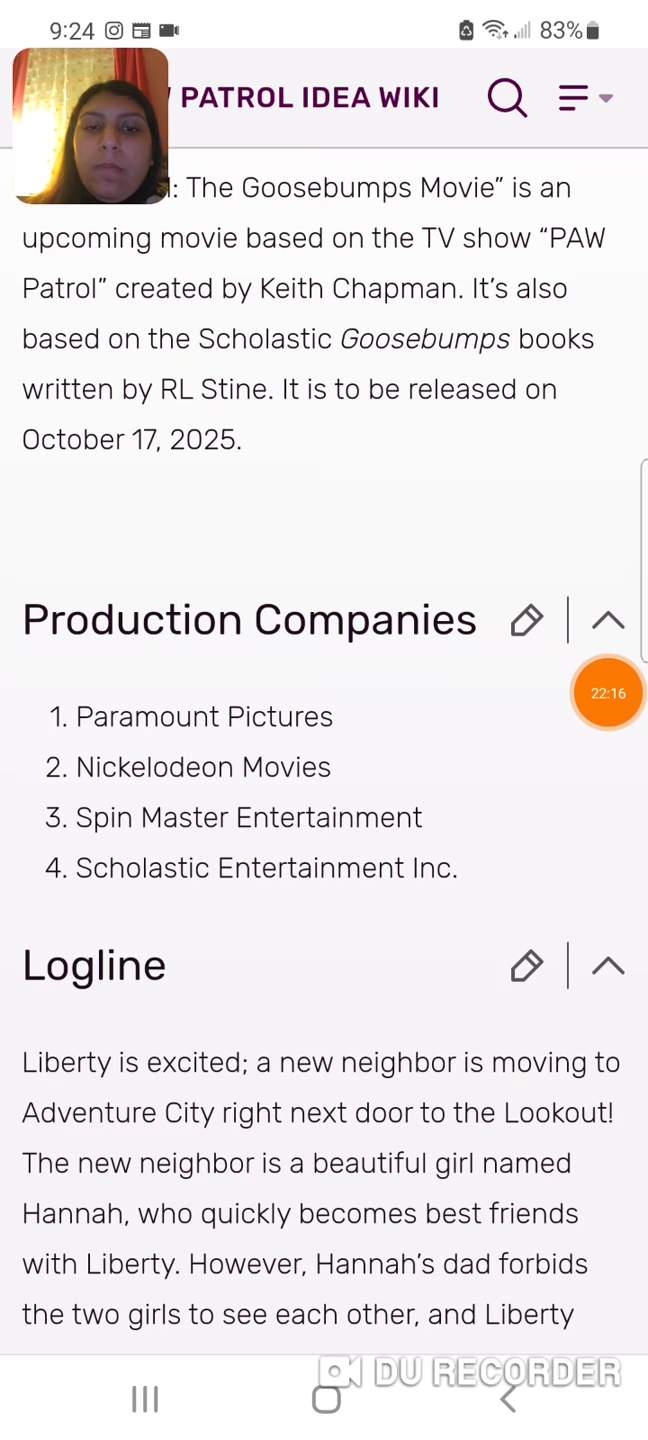 9:24
83%
PATROL IDEA WIKI
: The Goosebumps Movie” is an
upcoming movie based on the TV show “PAW
Patrol” created by Keith Chapman. It’s also
based on the Scholastic Goosebumps books
written by RL Stine. It is to be released on
October 17, 2025.
Production Companies
22:16
1. Paramount Pictures
2. Nickelodeon Movies
3. Spin Master Entertainment
4. Scholastic Entertainment Inc.
Logline
Liberty is excited; a new neighbor is moving to
Adventure City right next door to the Lookout!
The new neighbor is a beautiful girl named
Hannah, who quickly becomes best friends
with Liberty. However, Hannah’s dad forbids
the two girls to see each other, and Liberty
DU RECORDER